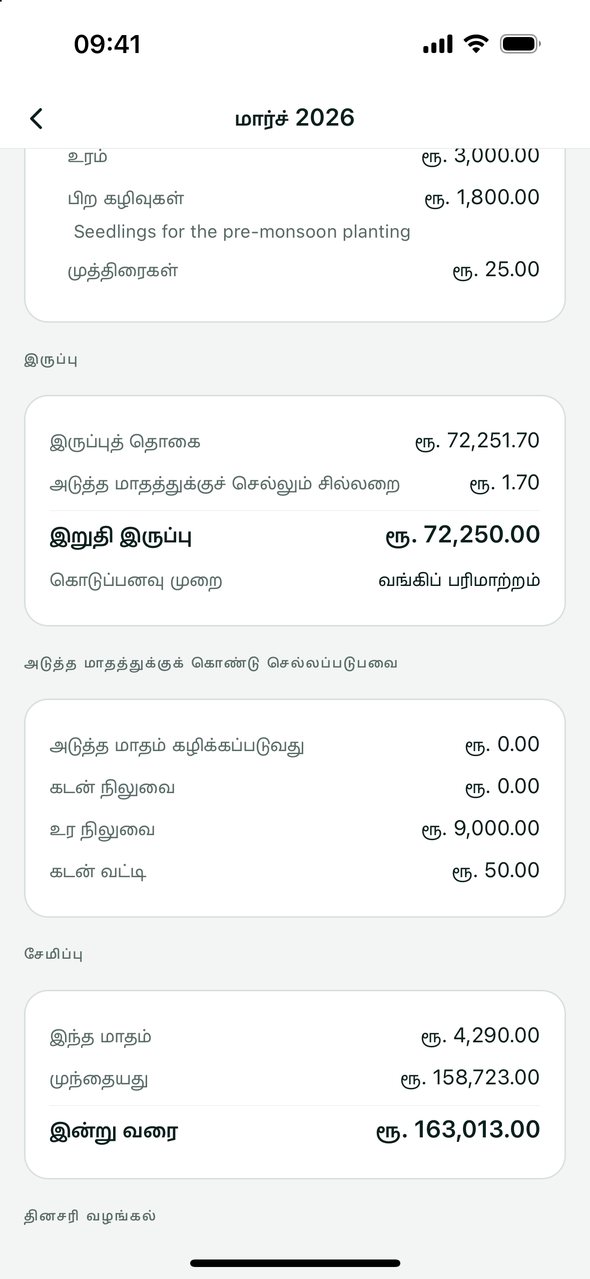 09:41
மார்ச் 2026
உரம் ரூ. 3,000.00
பிற கழிவுகள் ரூ. 1,800.00
Seedlings for the pre-monsoon planting
முத்திரைகள் ரூ. 25.00
இருப்பு
இருப்புத் தொகை ரூ. 72,251.70
அடுத்த மாதத்துக்குச் செல்லும் சில்லறை ரூ. 1.70
இறுதி இருப்பு ரூ. 72,250.00
கொடுப்பனவு முறை வங்கிப் பரிமாற்றம்
அடுத்த மாதத்துக்குக் கொண்டு செல்லப்படுபவை
அடுத்த மாதம் கழிக்கப்படுவது ரூ. 0.00
கடன் நிலுவை ரூ. 0.00
உர நிலுவை ரூ. 9,000.00
கடன் வட்டி ரூ. 50.00
சேமிப்பு
இந்த மாதம் ரூ. 4,290.00
முந்தையது ரூ. 158,723.00
இன்று வரை ரூ. 163,013.00
தினசரி வழங்கல்